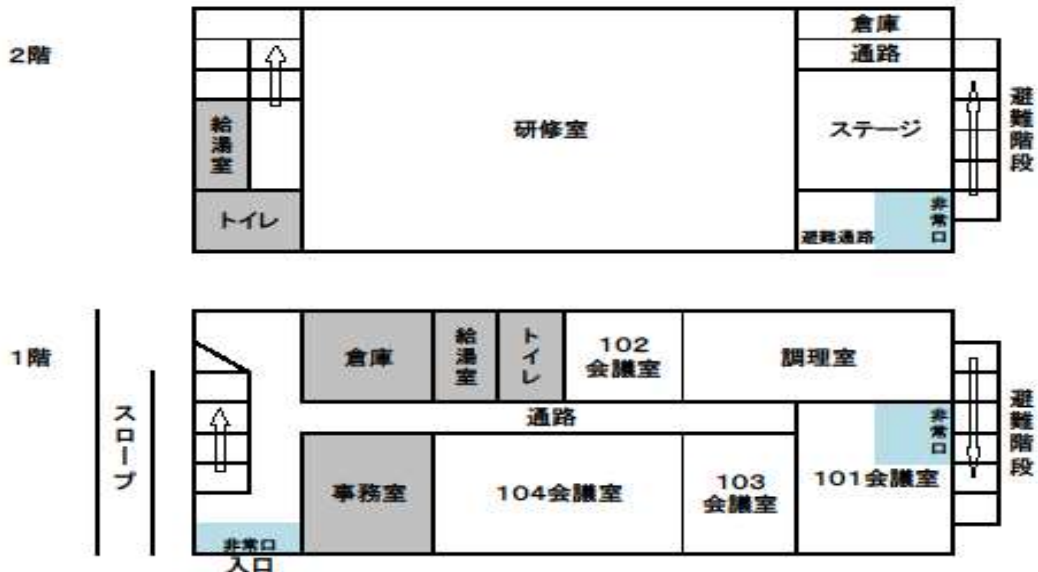 2階
倉庫
通路
給湯室
研修室
ステージ
避難階段
トイレ
避難通路
非常口
1階
スロープ
倉庫
給湯室
トイレ
102
会議室
調理室
通路
非常口
避難階段
事務室
104会議室
103
会議室
101会議室
非常口
入口